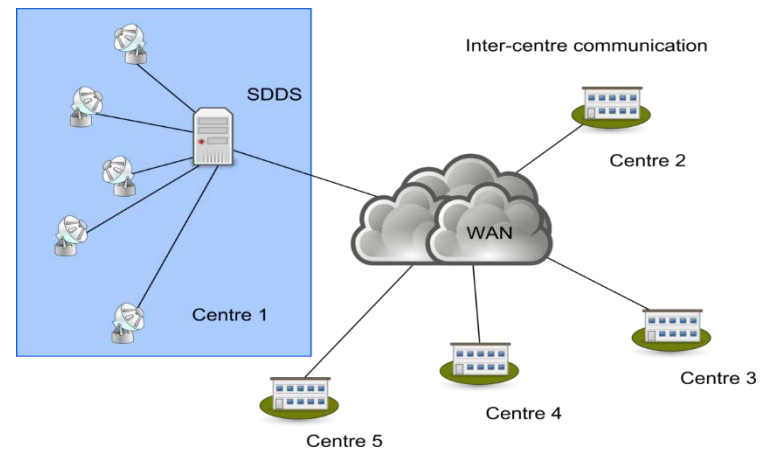 Inter-centre communication
SDDS
Centre 2
WAN
Centre 1
Centre 3
Centre 4
Centre 5